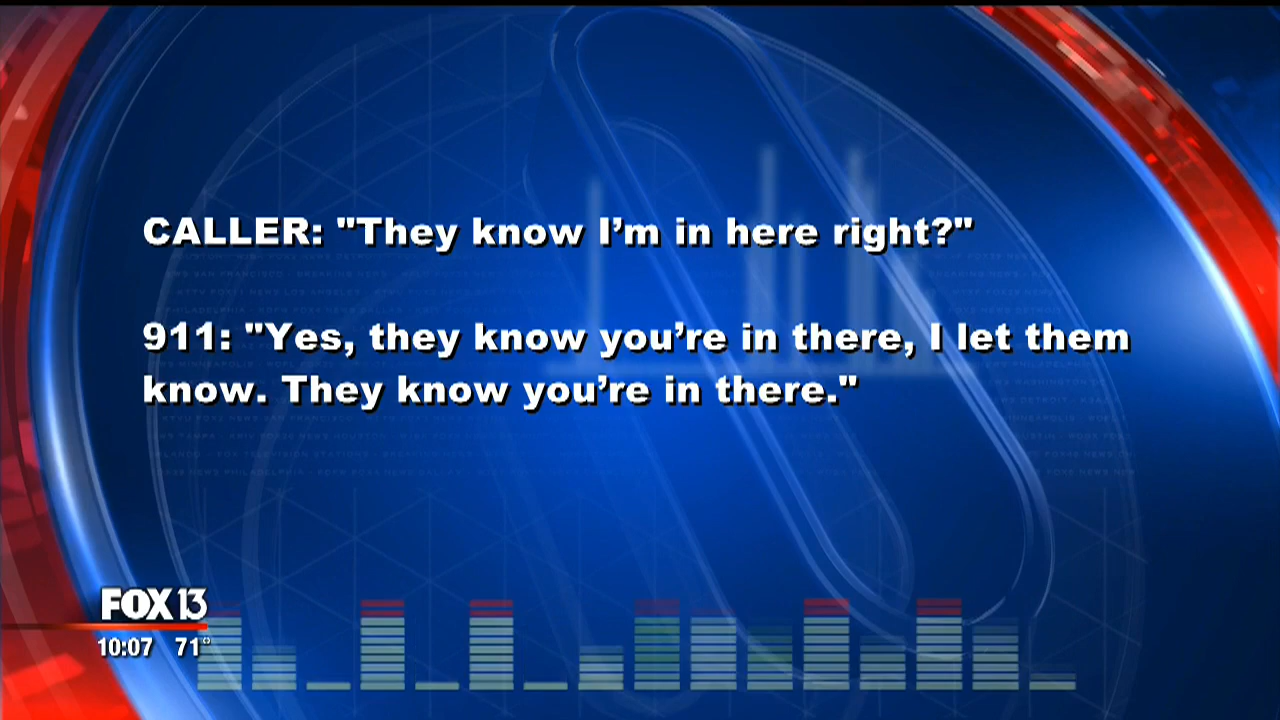 CALLER: "They know I’m in here right?"
911: "Yes, they know you’re in there, I let them
know. They know you’re in there."
FOX 13
10:07 71°